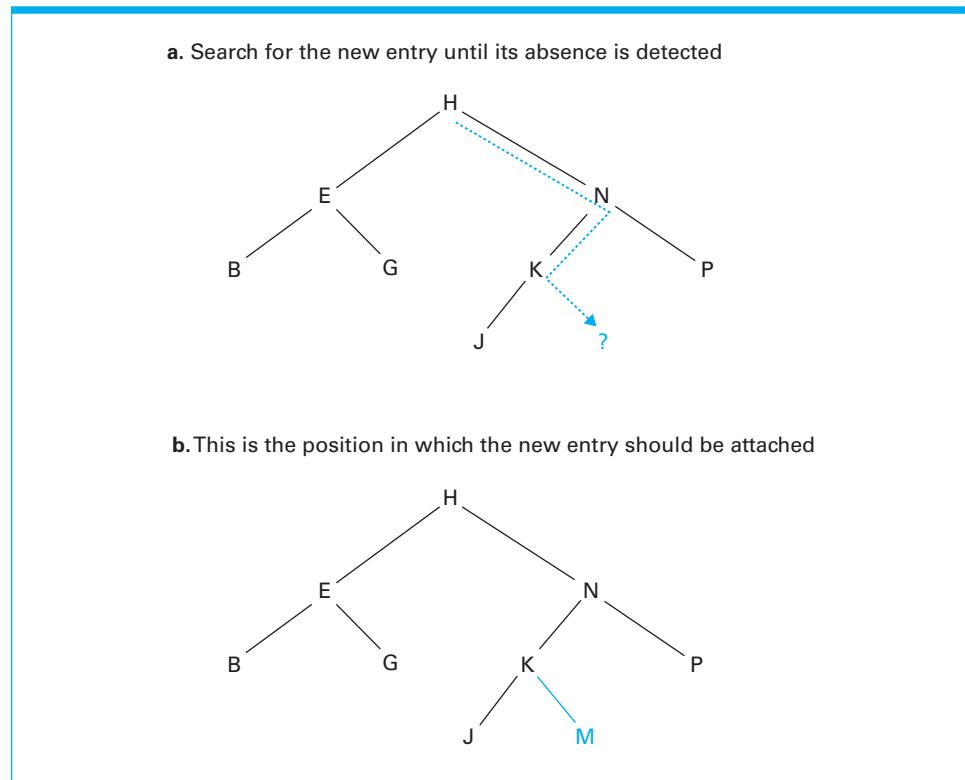 a. Search for the new entry until its absence is detected
H
E N
B G K P
J ?
b. This is the position in which the new entry should be attached
H
E N
B G K P
J M